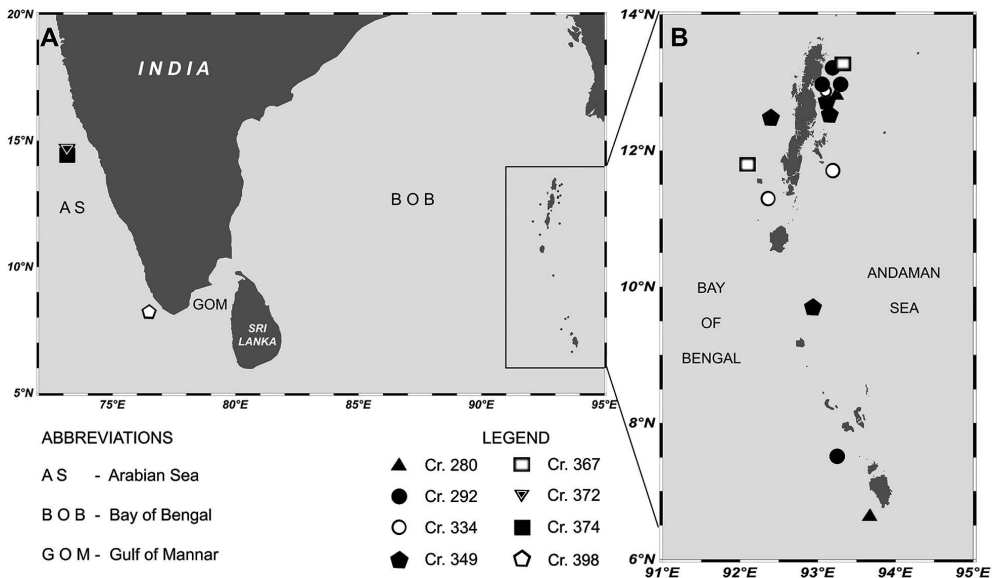 A
20°N
15°N
10°N
5°N
75°E
80°E
85°E
90°E
95°E
INDIA
A S
B O B
GOM
SRI
LANKA
B
14°N
12°N
10°N
8°N
6°N
91°E
92°E
93°E
94°E
95°E
BAY
OF
BENGAL
ANDAMAN
SEA
ABBREVIATIONS
A S - Arabian Sea
B O B - Bay of Bengal
G O M - Gulf of Mannar
LEGEND
Cr. 280
Cr. 292
Cr. 334
Cr. 349
Cr. 367
Cr. 372
Cr. 374
Cr. 398